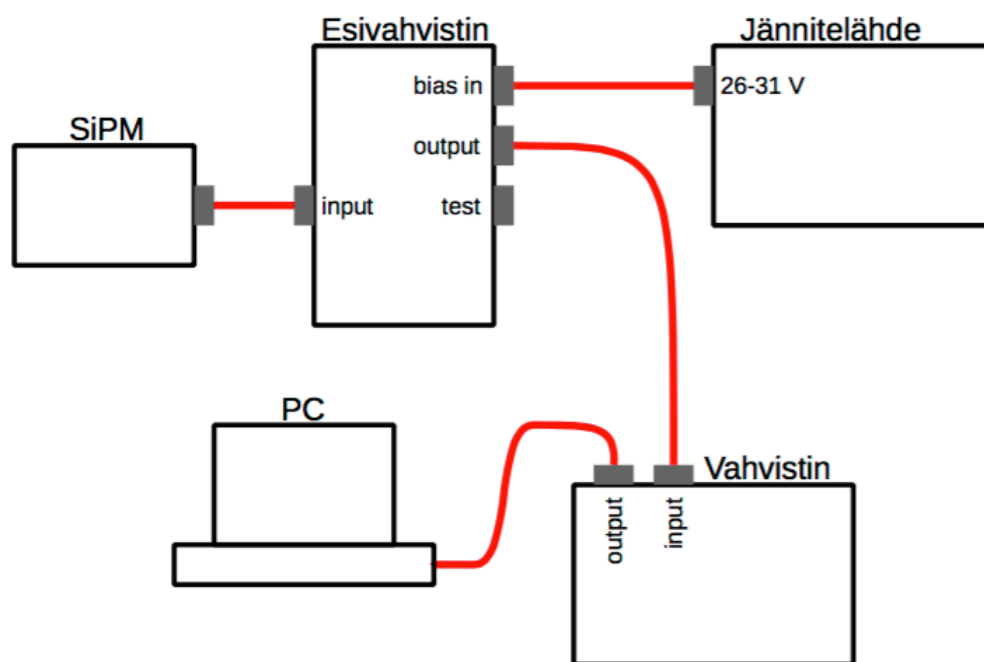 Esivahvistin
Jännitelähde
bias in
26-31 V
SiPM
output
input
test
PC
Vahvistin
output
input